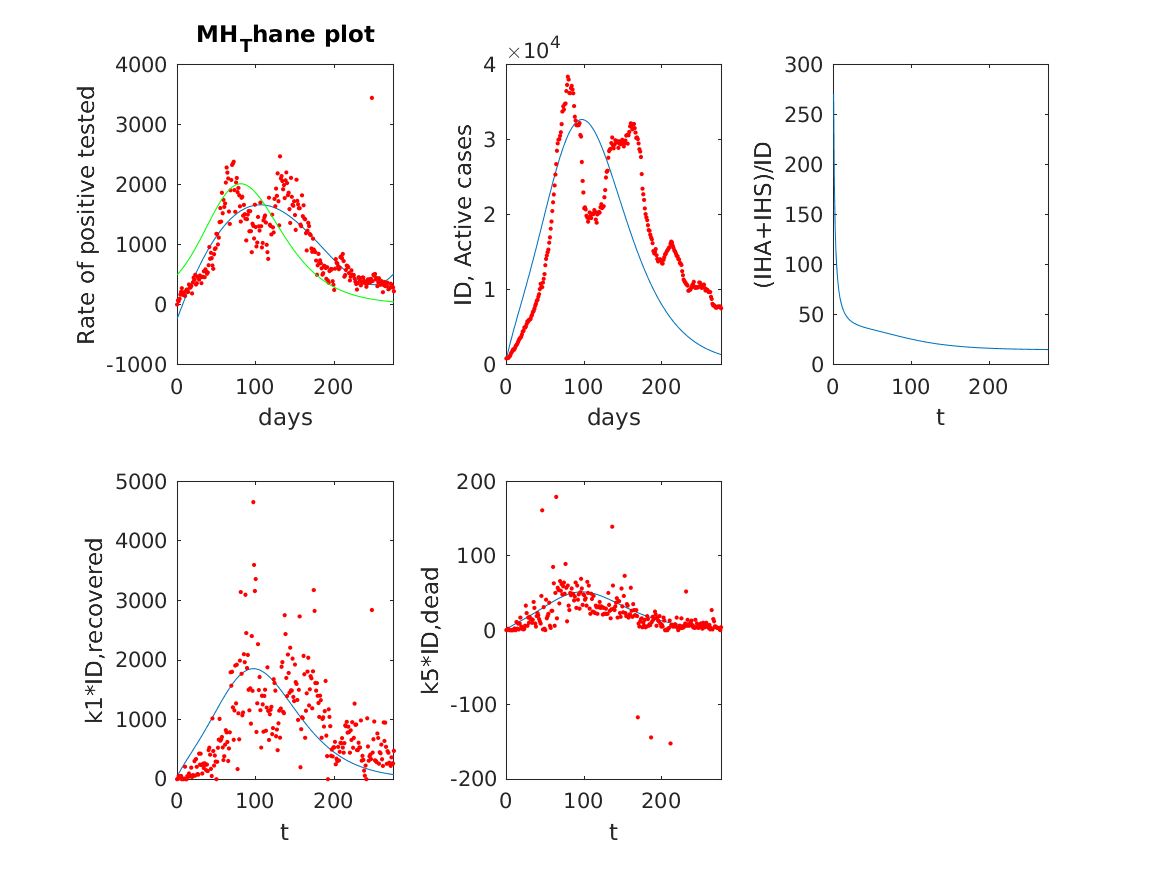 MH_Thane plot
4000
3000
2000
1000
0
-1000
Rate of positive tested
0 100 200
days
×10^4
4
3
2
1
0
ID, Active cases
0 100 200
days
300
250
200
150
100
50
0
(IHA+IHS)/ID
0 100 200
t
5000
4000
3000
2000
1000
0
k1*ID,recovered
0 100 200
t
200
100
0
-100
-200
k5*ID,dead
0 100 200
t